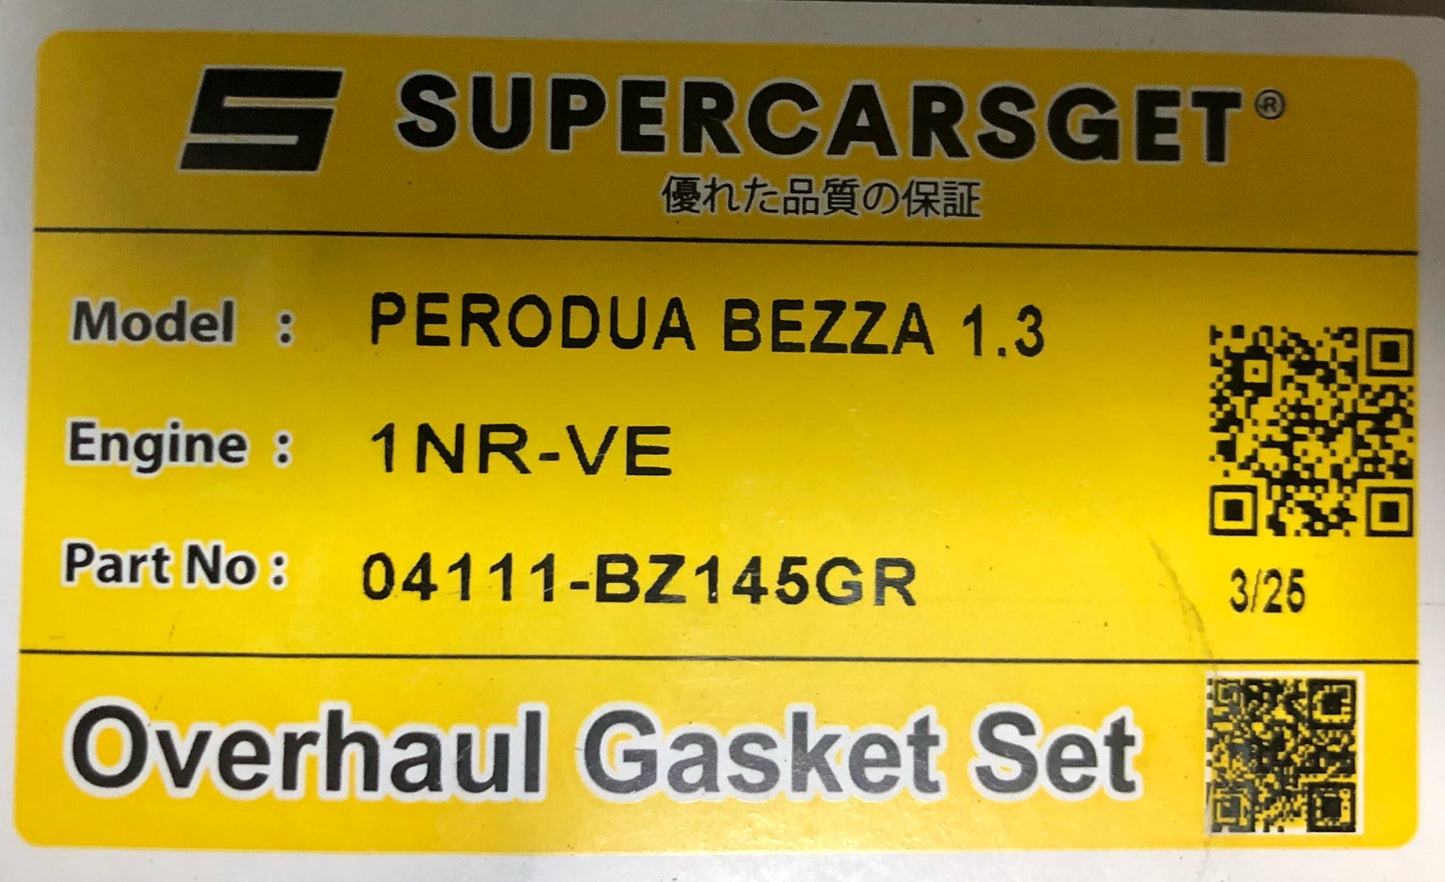 SUPERCARSGET®
優れた品質の保証
Model : PERODUA BEZZA 1.3
Engine : 1NR-VE
Part No : 04111-BZ145GR
3/25
Overhaul Gasket Set